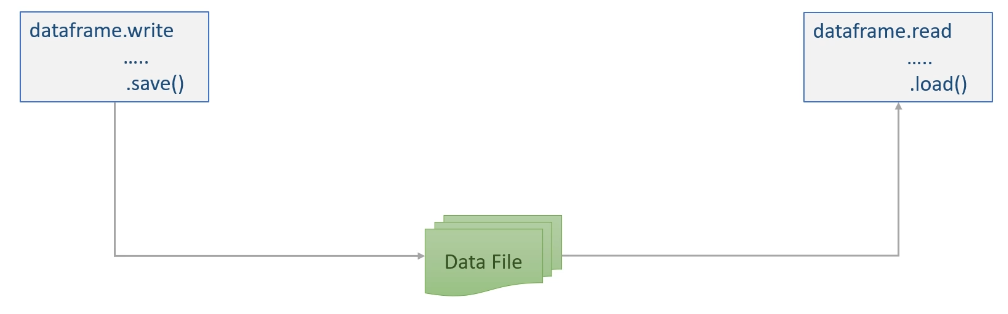 dataframe.write
.....
.save()
dataframe.read
.....
.load()
Data File